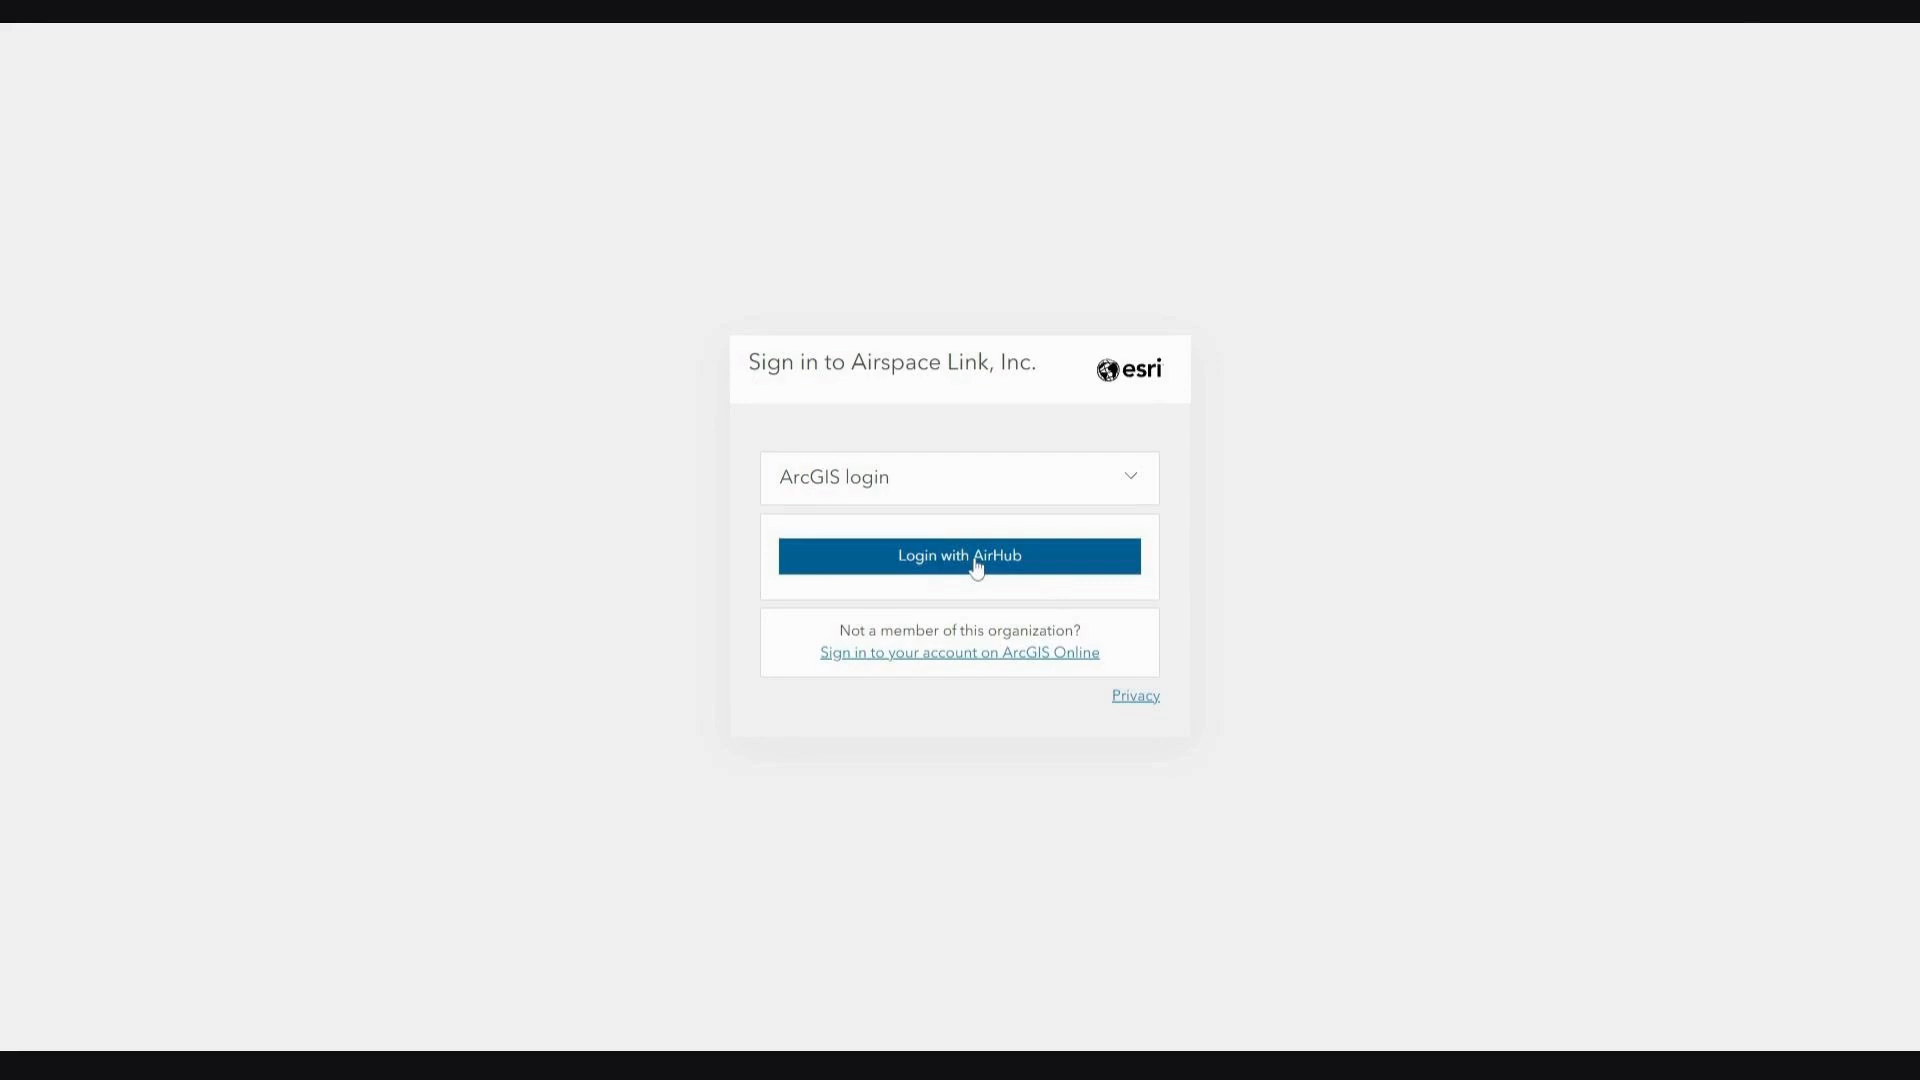 Sign in to Airspace Link, Inc.
esri
ArcGIS login
Login with AirHub
Not a member of this organization?
Sign in to your account on ArcGIS Online
Privacy